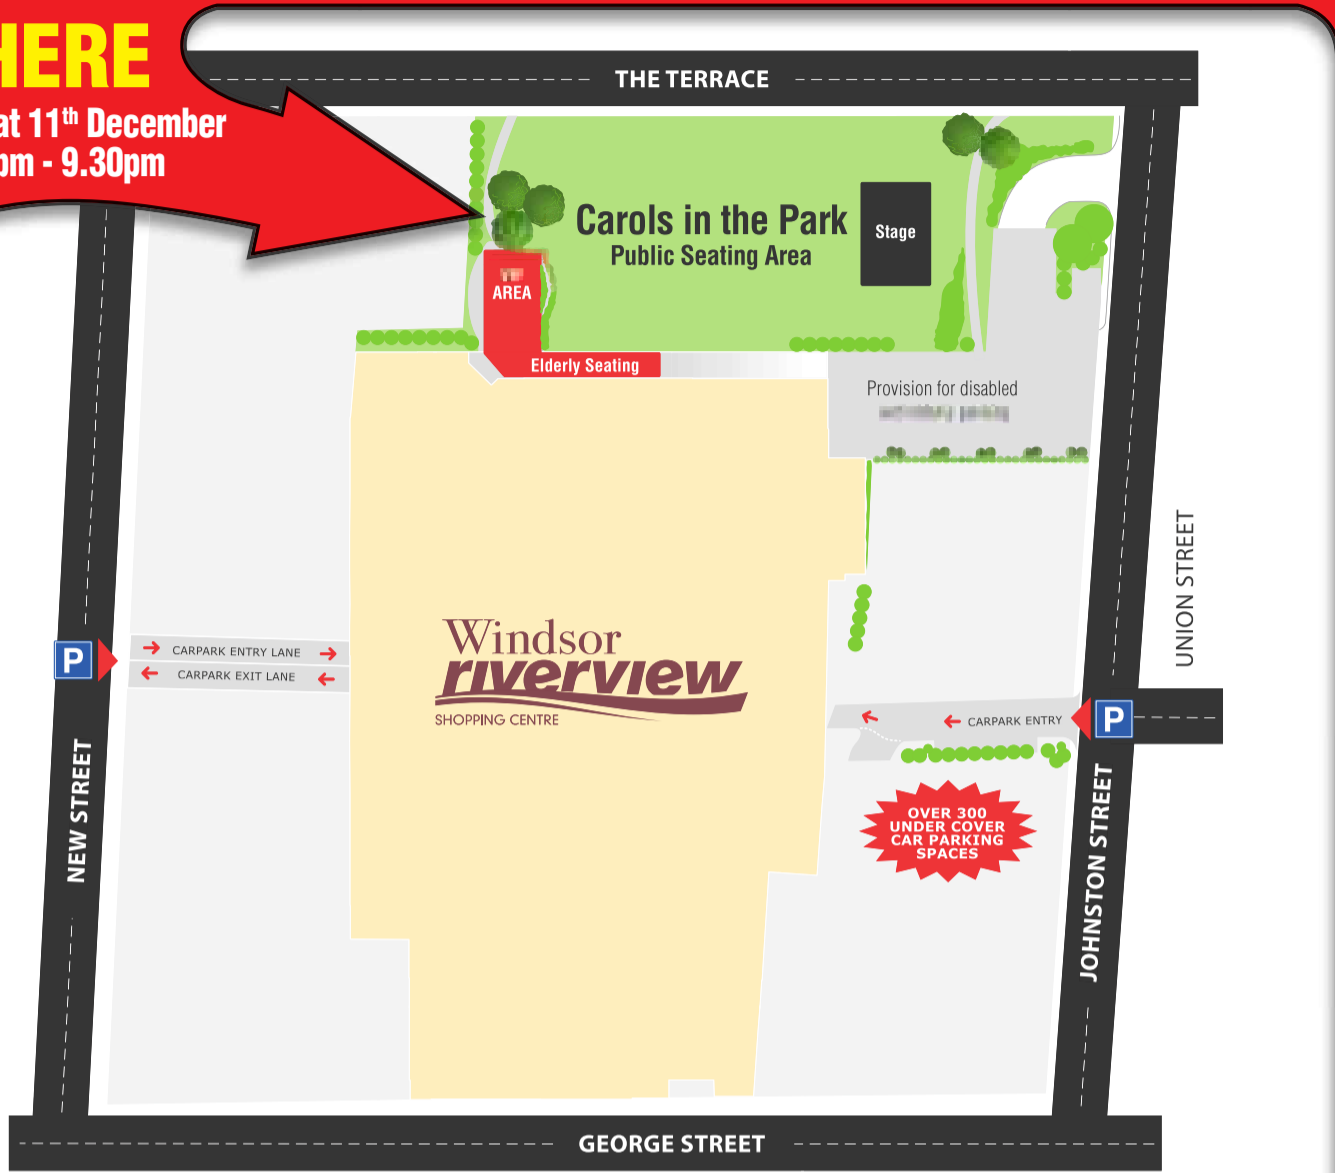 HERE
at 11th December
pm - 9.30pm
THE TERRACE
Carols in the Park
Public Seating Area
Stage
AREA
Elderly Seating
Provision for disabled
UNION STREET
P
CARPARK ENTRY LANE
CARPARK EXIT LANE
Windsor
riverview
SHOPPING CENTRE
CARPARK ENTRY
P
NEW STREET
JOHNSTON STREET
OVER 300
UNDER COVER
CAR PARKING
SPACES
GEORGE STREET